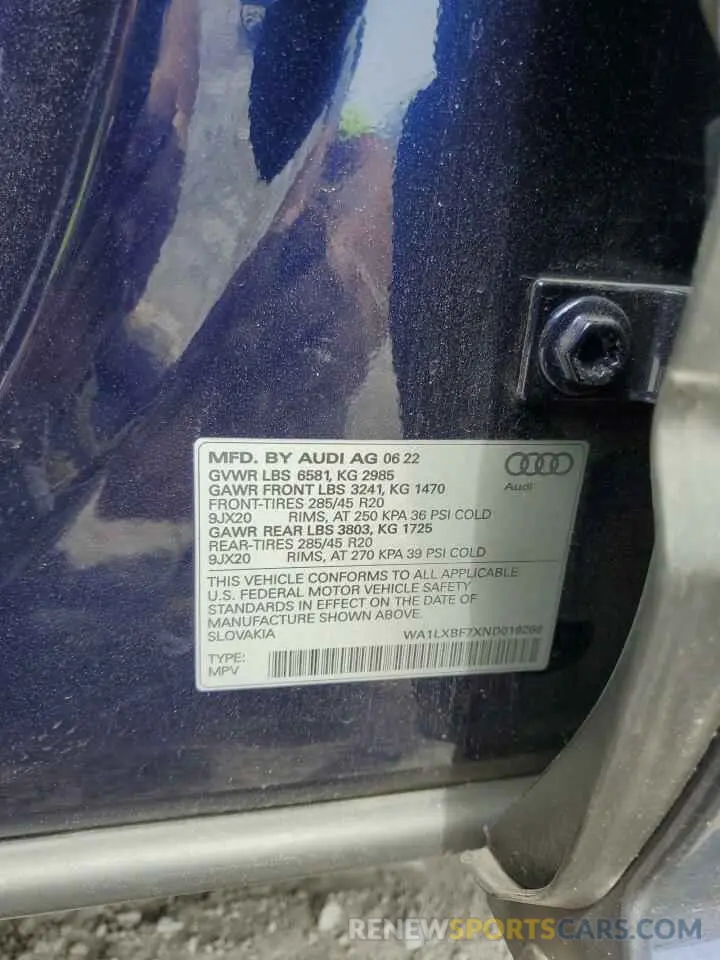 MFD. BY AUDI AG 06 22
GVWR LBS 6581, KG 2985
GAWR FRONT LBS 3241, KG 1470
FRONT-TIRES 285/45 R20
9JX20 RIMS, AT 250 KPA 36 PSI COLD
GAWR REAR LBS 3803, KG 1725
REAR-TIRES 285/45 R20
9JX20 RIMS, AT 270 KPA 39 PSI COLD
Audi
THIS VEHICLE CONFORMS TO ALL APPLICABLE
U.S. FEDERAL MOTOR VEHICLE SAFETY
STANDARDS IN EFFECT ON THE DATE OF
MANUFACTURE SHOWN ABOVE.
SLOVAKIA
TYPE:
MPV
RENEWSPORTSCARS.COM